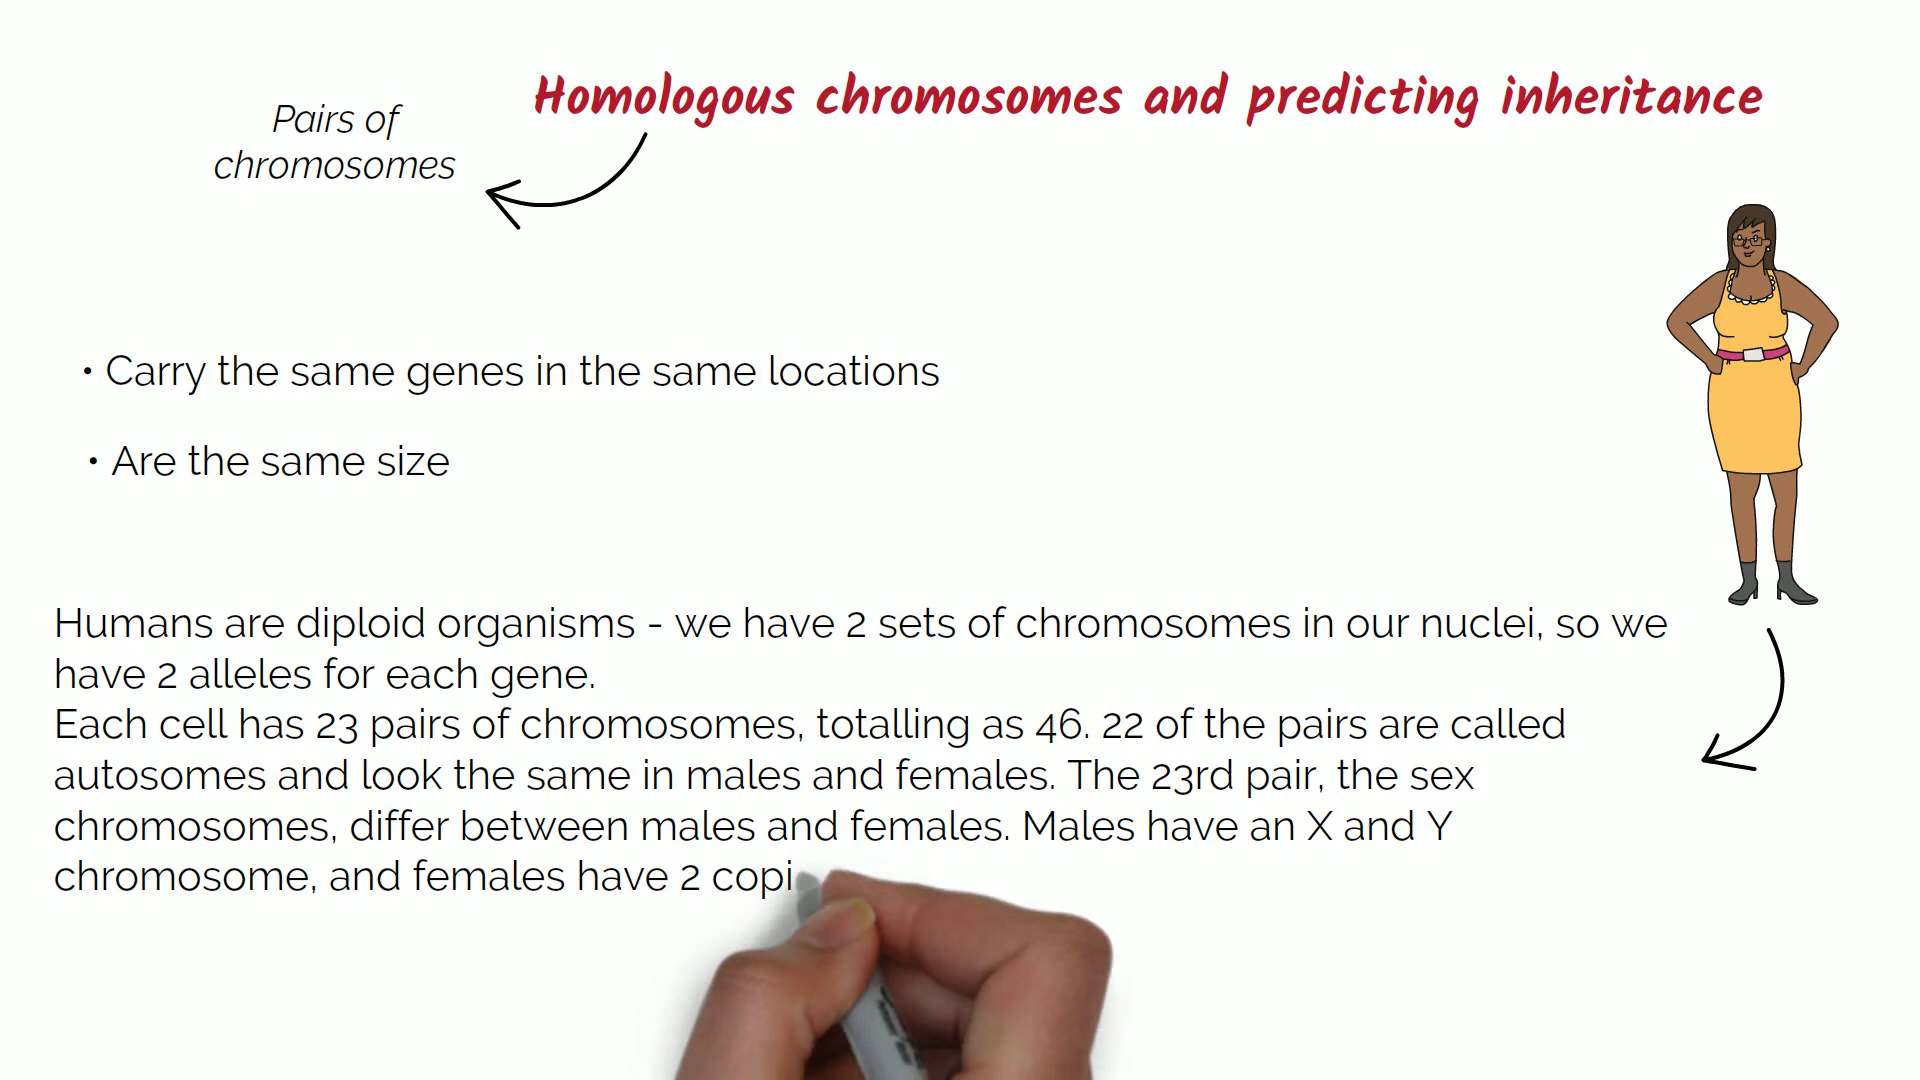 Homologous chromosomes and predicting inheritance
Pairs of
chromosomes
• Carry the same genes in the same locations
• Are the same size
Humans are diploid organisms - we have 2 sets of chromosomes in our nuclei, so we
have 2 alleles for each gene.
Each cell has 23 pairs of chromosomes, totalling as 46. 22 of the pairs are called
autosomes and look the same in males and females. The 23rd pair, the sex
chromosomes, differ between males and females. Males have an X and Y
chromosome, and females have 2 copi